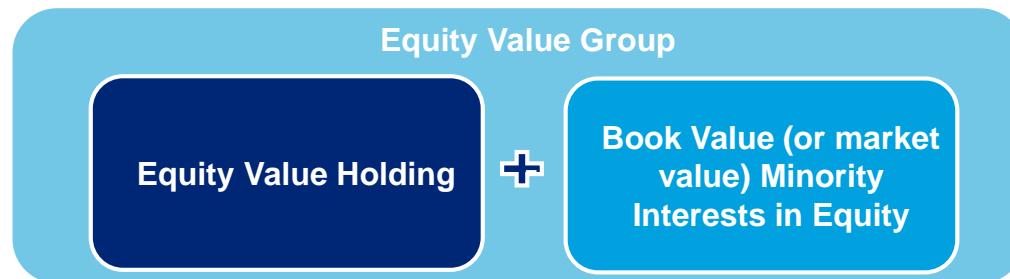 Equity Value Group
Equity Value Holding
+
Book Value (or market
value) Minority
Interests in Equity